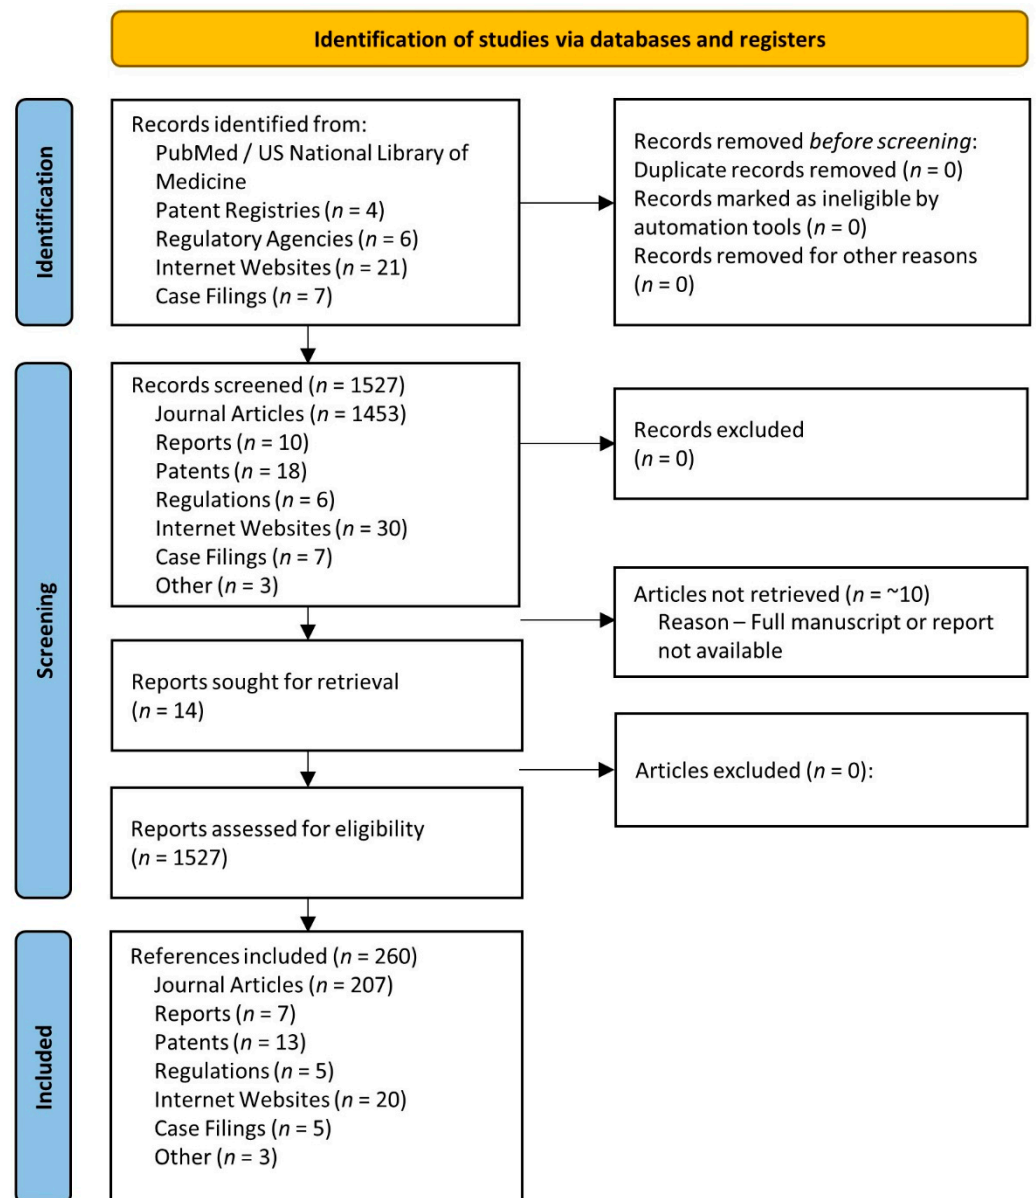 Identification of studies via databases and registers
Identification
Records identified from:
PubMed / US National Library of
Medicine
Patent Registries (n = 4)
Regulatory Agencies (n = 6)
Internet Websites (n = 21)
Case Filings (n = 7)
Records removed before screening:
Duplicate records removed (n = 0)
Records marked as ineligible by
automation tools (n = 0)
Records removed for other reasons
(n = 0)
Screening
Records screened (n = 1527)
Journal Articles (n = 1453)
Reports (n = 10)
Patents (n = 18)
Regulations (n = 6)
Internet Websites (n = 30)
Case Filings (n = 7)
Other (n = 3)
Records excluded
(n = 0)
Articles not retrieved (n = ~10)
Reason – Full manuscript or report
not available
Reports sought for retrieval
(n = 14)
Articles excluded (n = 0):
Reports assessed for eligibility
(n = 1527)
Included
References included (n = 260)
Journal Articles (n = 207)
Reports (n = 7)
Patents (n = 13)
Regulations (n = 5)
Internet Websites (n = 20)
Case Filings (n = 5)
Other (n = 3)